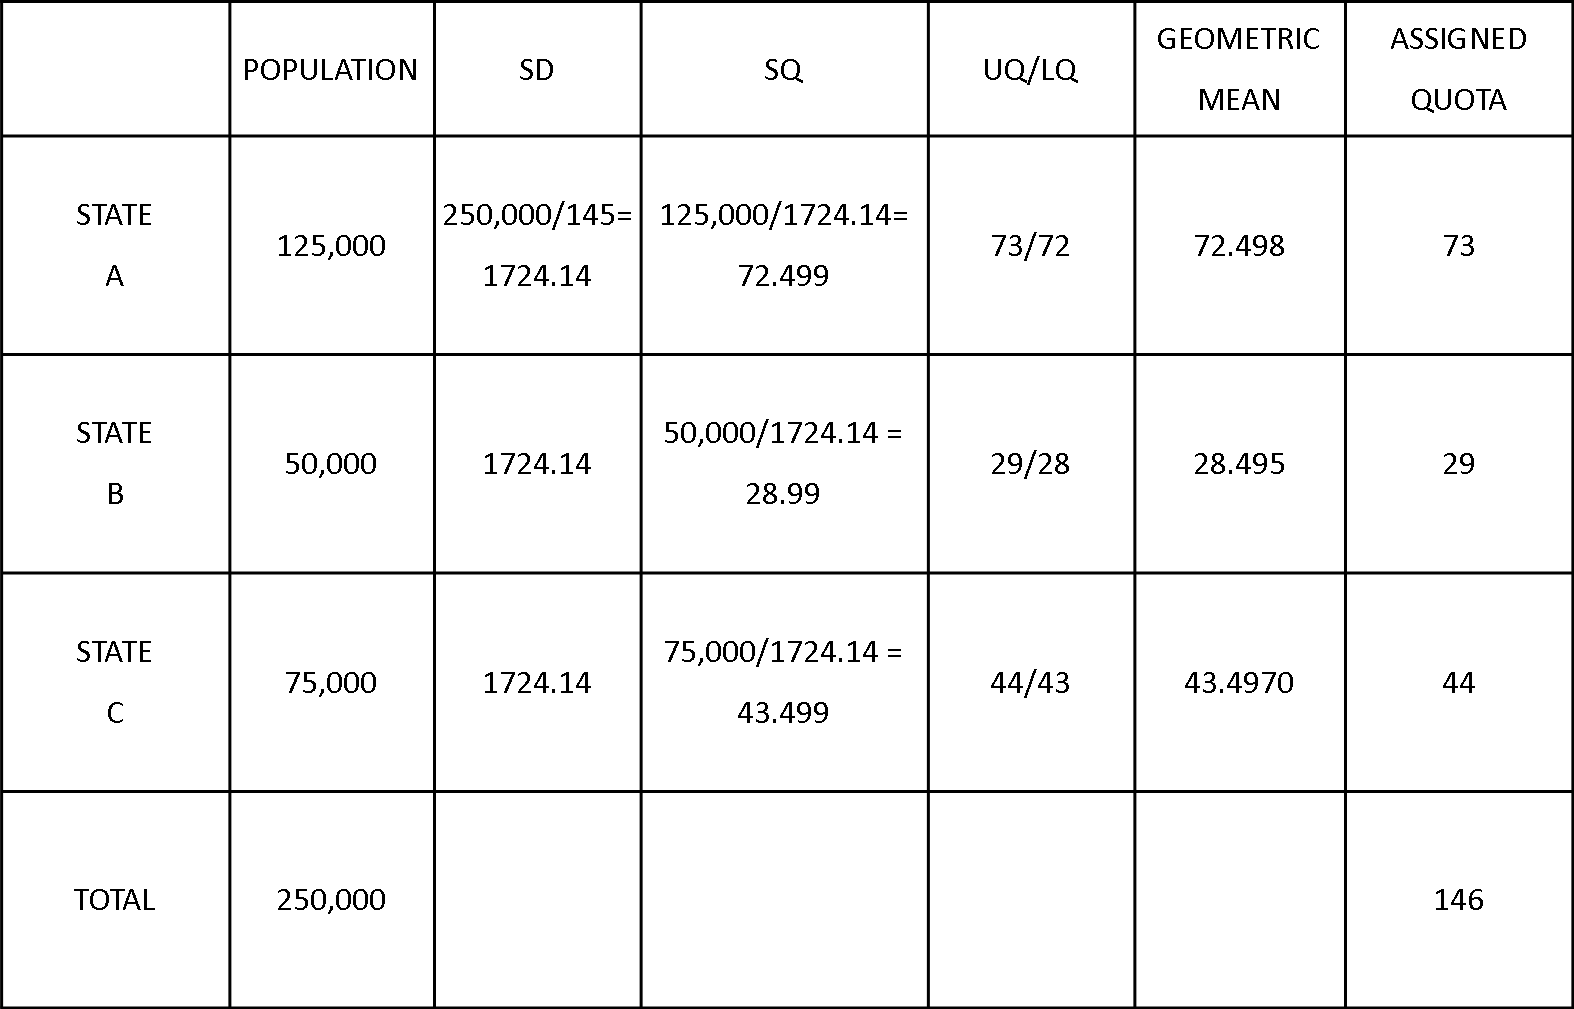 POPULATION
SD
SQ
UQ/LQ
GEOMETRIC
MEAN
ASSIGNED
QUOTA
STATE
A
125,000
250,000/145=
1724.14
125,000/1724.14=
72.499
73/72
72.498
73
STATE
B
50,000
1724.14
50,000/1724.14 =
28.99
29/28
28.495
29
STATE
C
75,000
1724.14
75,000/1724.14 =
43.499
44/43
43.4970
44
TOTAL
250,000
146